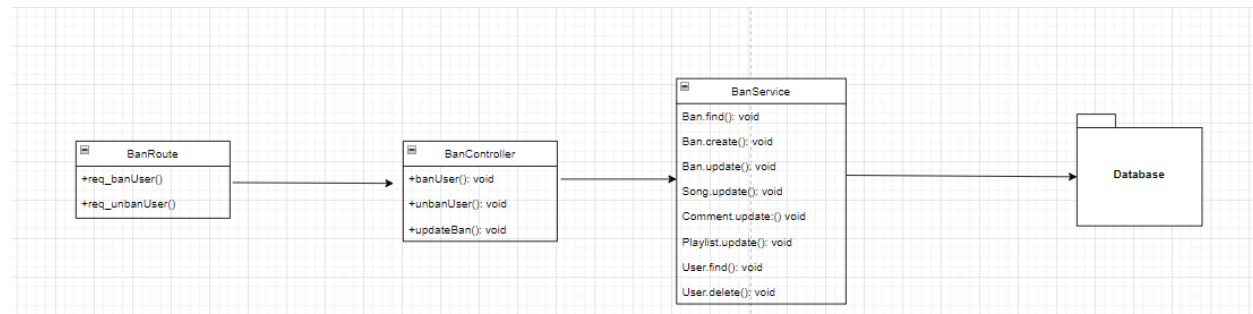 BanRoute
+req_banUser()
+req_unbanUser()
BanController
+banUser(): void
+unbanUser(): void
+updateBan(): void
BanService
Ban.find(): void
Ban.create(): void
Ban.update(): void
Song.update(): void
Comment.update:() void
Playlist.update(): void
User.find(): void
User.delete(): void
Database